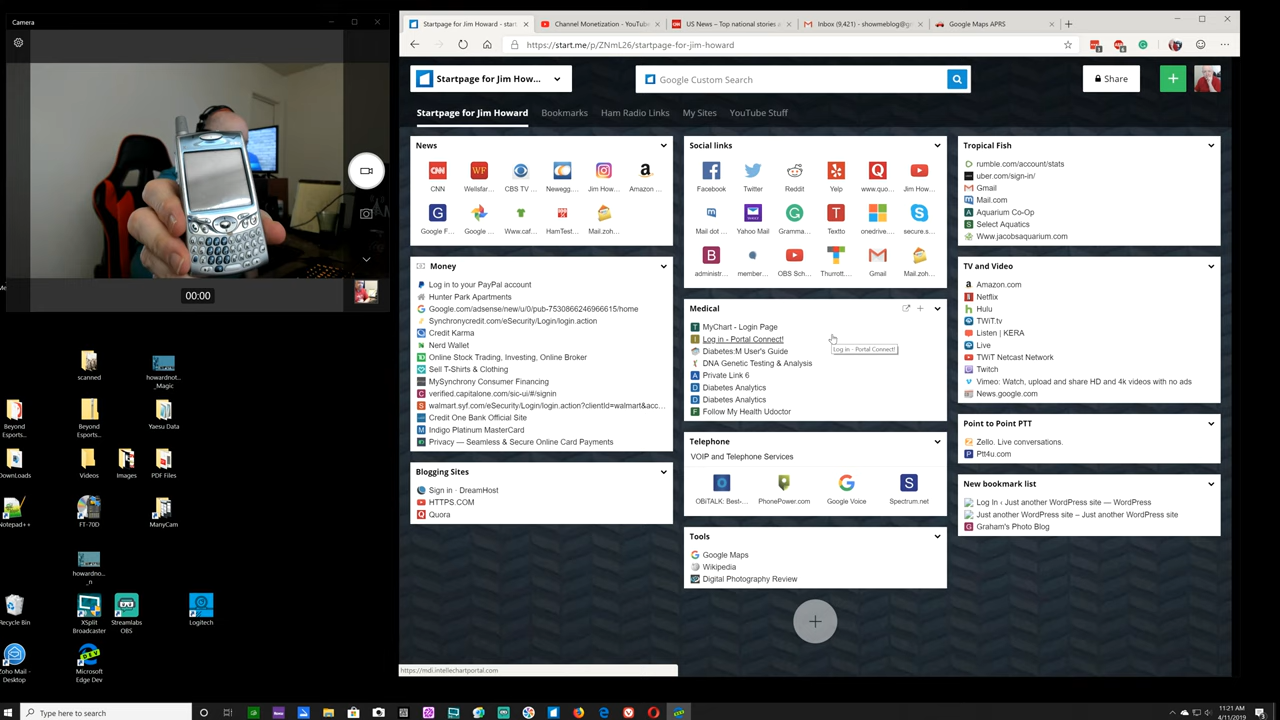 Camera
00:00
scanned
howardnot..._Magic
Beyond Esports...
Beyond Esports...
Yaesu Data
DownLoads
Videos
Images
PDF Files
Notepad++
FT-70D
ManyCam
howardno..._n
Recycle Bin
XSplit Broadcaster
Streamlabs OBS
Logitech
Zoho Mail - Desktop
Microsoft Edge Dev
Startpage for Jim Howard - start
Channel Monetization - YouTube
US News – Top national stories a
Inbox (9,421) - showmeblog@g
Google Maps APRS
https://start.me/p/ZNmL26/startpage-for-jim-howard
Startpage for Jim How...
Google Custom Search
Share
Startpage for Jim Howard
Bookmarks
Ham Radio Links
My Sites
YouTube Stuff
News
CNN
Wellsfar...
CBS TV ...
Newegg...
Jim How...
Amazon ...
Google F...
Google ...
Www.caf...
HamTest...
Mail.zoh...
Money
Log in to your PayPal account
Hunter Park Apartments
Google.com/adsense/new/u/0/pub-7530866246966615/home
Synchronycredit.com/eSecurity/Login/login.action
Credit Karma
Nerd Wallet
Online Stock Trading, Investing, Online Broker
Sell T-Shirts & Clothing
MySynchrony Consumer Financing
verified.capitalone.com/sic-ui/#/signin
walmart.syf.com/eSecurity/Login/login.action?clientId=walmart&acc...
Credit One Bank Official Site
Indigo Platinum MasterCard
Privacy — Seamless & Secure Online Card Payments
Blogging Sites
Sign in · DreamHost
HTTPS.COM
Quora
Social links
Facebook
Twitter
Reddit
Yelp
www.quo...
Jim How...
Mail dot ...
Yahoo Mail
Gramma...
Textto
onedrive...
secure.s...
administr...
member...
OBS Sch...
Thurrott...
Gmail
Mail.zoh...
Medical
MyChart - Login Page
Log in - Portal Connect!
Log in - Portal Connect!
Diabetes:M User's Guide
DNA Genetic Testing & Analysis
Private Link 6
Diabetes Analytics
Diabetes Analytics
Follow My Health Udoctor
Telephone
VOIP and Telephone Services
OBiTALK: Best-...
PhonePower.com
Google Voice
Spectrum.net
Tools
Google Maps
Wikipedia
Digital Photography Review
Tropical Fish
rumble.com/account/stats
uber.com/sign-in/
Gmail
Mail.com
Aquarium Co-Op
Select Aquatics
Www.jacobsaquarium.com
TV and Video
Amazon.com
Netflix
Hulu
TWiT.tv
Listen | KERA
Live
TWiT Netcast Network
Twitch
Vimeo: Watch, upload and share HD and 4k videos with no ads
News.google.com
Point to Point PTT
Zello. Live conversations.
Ptt4u.com
New bookmark list
Log In ‹ Just another WordPress site — WordPress
Just another WordPress site – Just another WordPress site
Graham's Photo Blog
https://mdi.intellechartportal.com
Type here to search
11:21 AM
4/11/2019